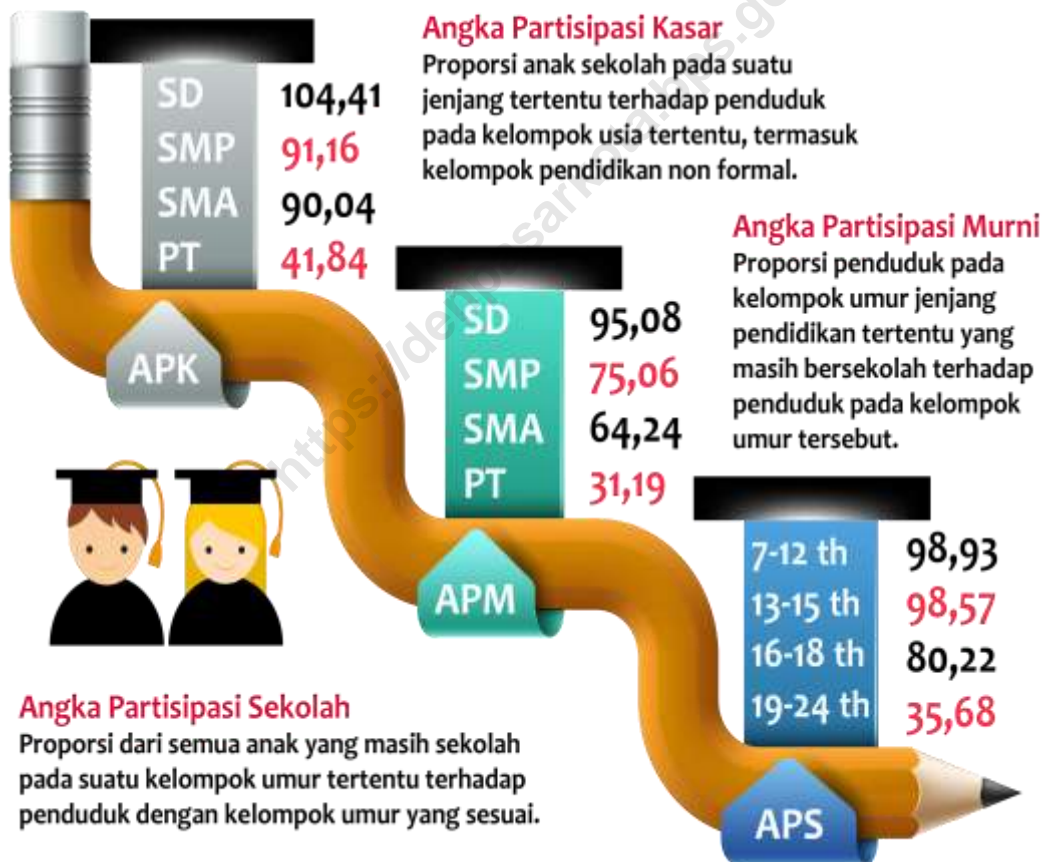 Angka Partisipasi Kasar
Proporsi anak sekolah pada suatu
jenjang tertentu terhadap penduduk
pada kelompok usia tertentu, termasuk
kelompok pendidikan non formal.
SD 104,41
SMP 91,16
SMA 90,04
PT 41,84
APK
Angka Partisipasi Murni
Proporsi penduduk pada
kelompok umur jenjang
pendidikan tertentu yang
masih bersekolah terhadap
penduduk pada kelompok
umur tersebut.
SD 95,08
SMP 75,06
SMA 64,24
PT 31,19
APM
7-12 th 98,93
13-15 th 98,57
16-18 th 80,22
19-24 th 35,68
APS
Angka Partisipasi Sekolah
Proporsi dari semua anak yang masih sekolah
pada suatu kelompok umur tertentu terhadap
penduduk dengan kelompok umur yang sesuai.